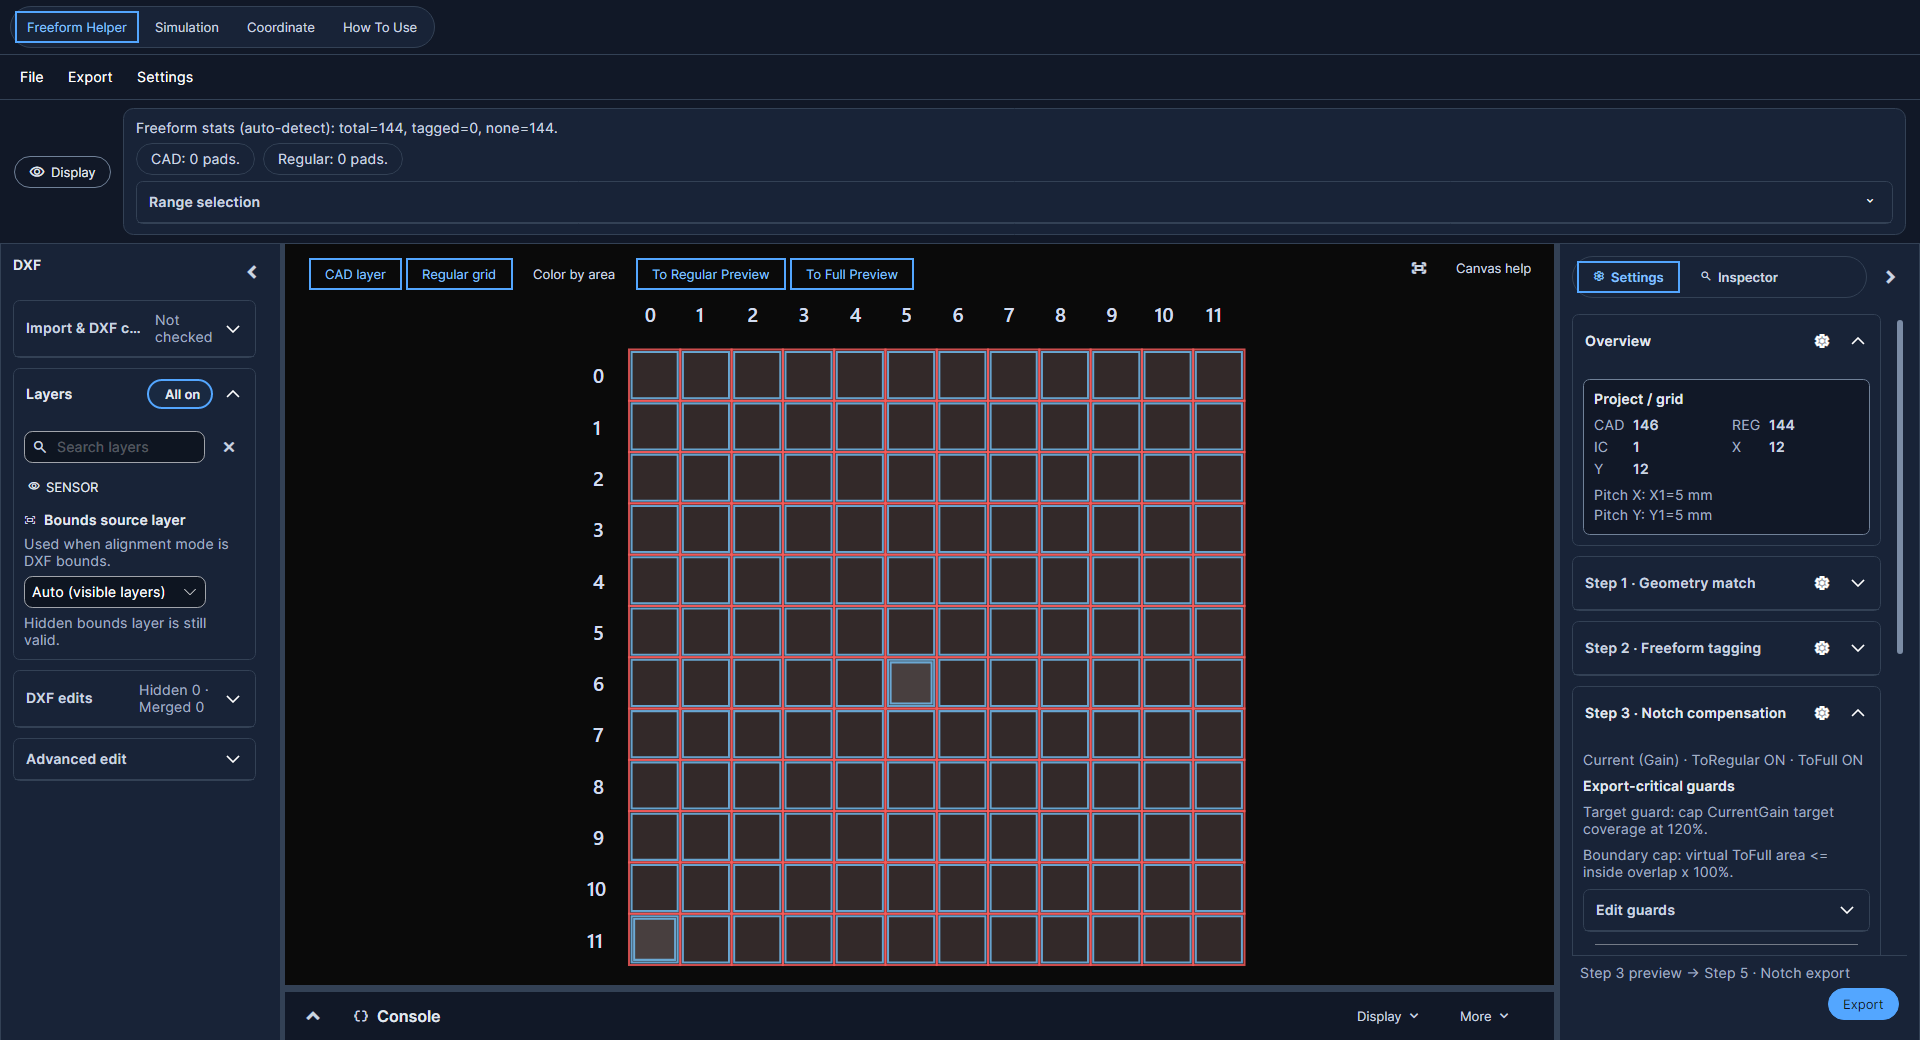 Freeform Helper Simulation Coordinate How To Use
File Export Settings
Display
Freeform stats (auto-detect): total=144, tagged=0, none=144.
CAD: 0 pads. Regular: 0 pads.
Range selection
DXF
Import & DXF c... Not checked
Layers All on
Search layers
SENSOR
Bounds source layer
Used when alignment mode is
DXF bounds.
Auto (visible layers)
Hidden bounds layer is still
valid.
DXF edits Hidden 0 ·
Merged 0
Advanced edit
CAD layer Regular grid Color by area To Regular Preview To Full Preview Canvas help
0 1 2 3 4 5 6 7 8 9 10 11
0
1
2
3
4
5
6
7
8
9
10
11
Console Display More
Settings Inspector
Overview
Project / grid
CAD 146 REG 144
IC 1 X 12
Y 12
Pitch X: X1=5 mm
Pitch Y: Y1=5 mm
Step 1 · Geometry match
Step 2 · Freeform tagging
Step 3 · Notch compensation
Current (Gain) · ToRegular ON · ToFull ON
Export-critical guards
Target guard: cap CurrentGain target
coverage at 120%.
Boundary cap: virtual ToFull area <=
inside overlap x 100%.
Edit guards
Step 3 preview → Step 5 · Notch export
Export